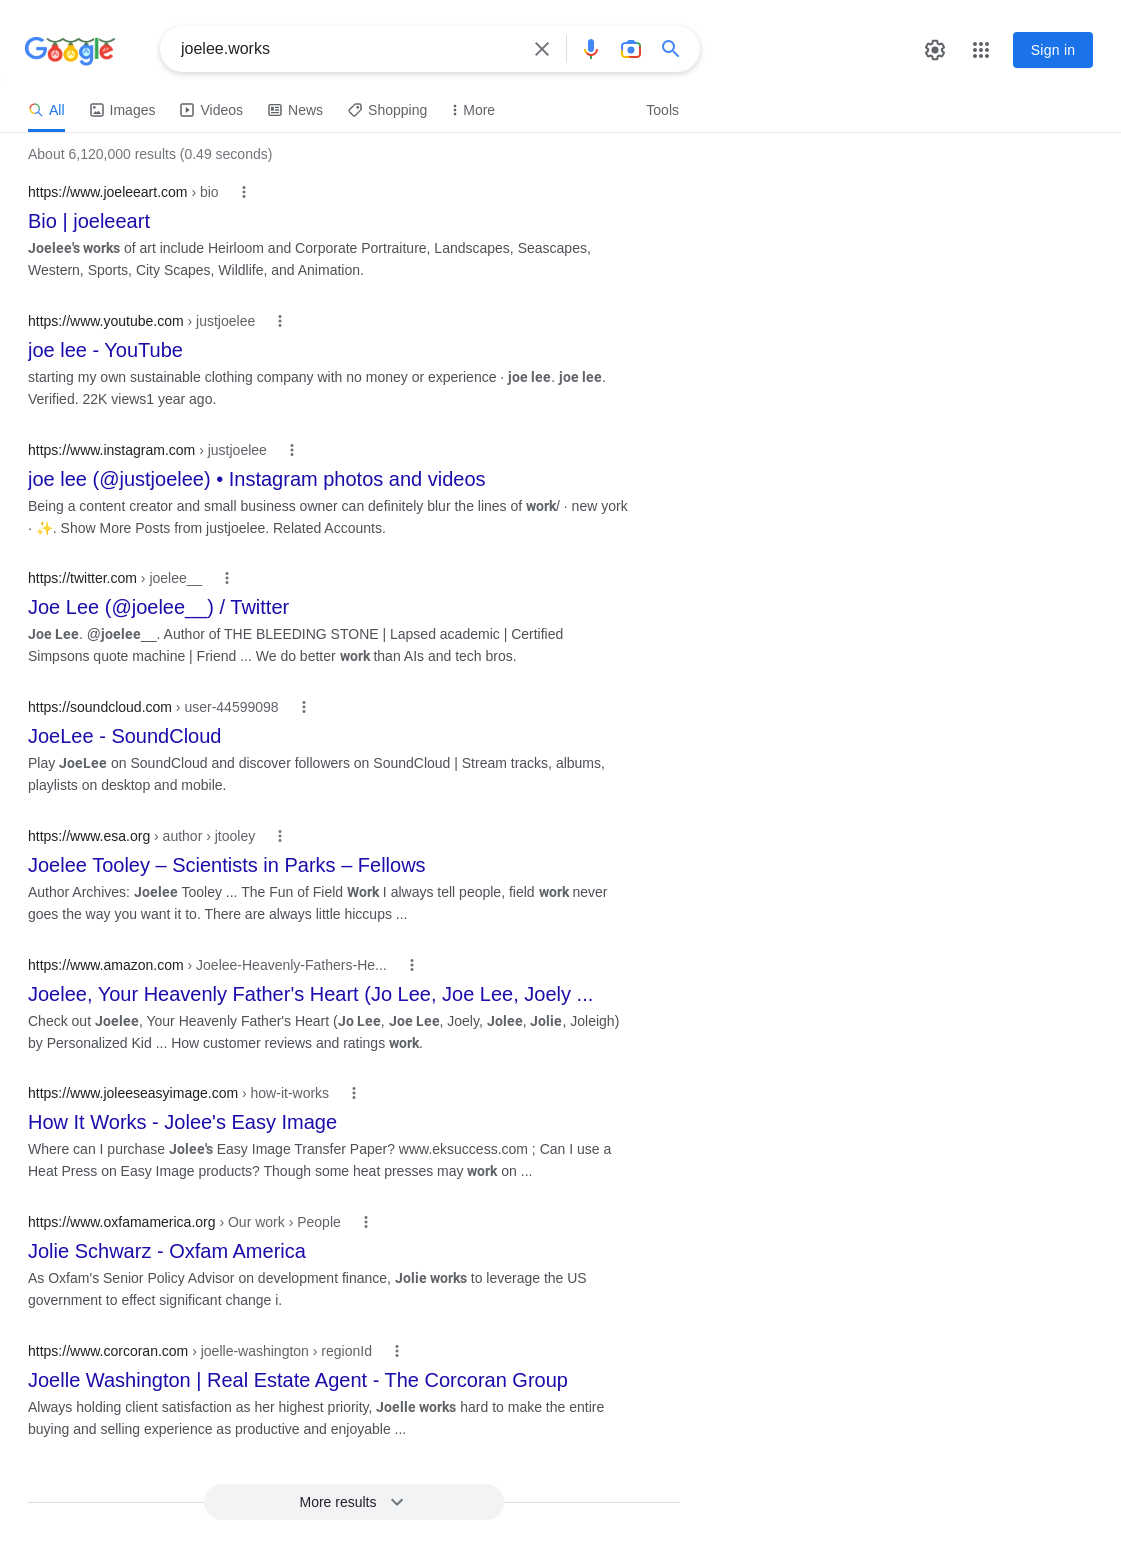 Google
joelee.works
Sign in
All Images Videos News Shopping More Tools
About 6,120,000 results (0.49 seconds)
https://www.joeleeart.com › bio
Bio | joeleeart
Joelee's works of art include Heirloom and Corporate Portraiture, Landscapes, Seascapes,
Western, Sports, City Scapes, Wildlife, and Animation.
https://www.youtube.com › justjoelee
joe lee - YouTube
starting my own sustainable clothing company with no money or experience · joe lee. joe lee.
Verified. 22K views1 year ago.
https://www.instagram.com › justjoelee
joe lee (@justjoelee) • Instagram photos and videos
Being a content creator and small business owner can definitely blur the lines of work/ · new york
· ✨. Show More Posts from justjoelee. Related Accounts.
https://twitter.com › joelee__
Joe Lee (@joelee__) / Twitter
Joe Lee. @joelee__. Author of THE BLEEDING STONE | Lapsed academic | Certified
Simpsons quote machine | Friend ... We do better work than AIs and tech bros.
https://soundcloud.com › user-44599098
JoeLee - SoundCloud
Play JoeLee on SoundCloud and discover followers on SoundCloud | Stream tracks, albums,
playlists on desktop and mobile.
https://www.esa.org › author › jtooley
Joelee Tooley – Scientists in Parks – Fellows
Author Archives: Joelee Tooley ... The Fun of Field Work I always tell people, field work never
goes the way you want it to. There are always little hiccups ...
https://www.amazon.com › Joelee-Heavenly-Fathers-He...
Joelee, Your Heavenly Father's Heart (Jo Lee, Joe Lee, Joely ...
Check out Joelee, Your Heavenly Father's Heart (Jo Lee, Joe Lee, Joely, Jolee, Jolie, Joleigh)
by Personalized Kid ... How customer reviews and ratings work.
https://www.joleeseasyimage.com › how-it-works
How It Works - Jolee's Easy Image
Where can I purchase Jolee's Easy Image Transfer Paper? www.eksuccess.com ; Can I use a
Heat Press on Easy Image products? Though some heat presses may work on ...
https://www.oxfamamerica.org › Our work › People
Jolie Schwarz - Oxfam America
As Oxfam's Senior Policy Advisor on development finance, Jolie works to leverage the US
government to effect significant change i.
https://www.corcoran.com › joelle-washington › regionId
Joelle Washington | Real Estate Agent - The Corcoran Group
Always holding client satisfaction as her highest priority, Joelle works hard to make the entire
buying and selling experience as productive and enjoyable ...
More results